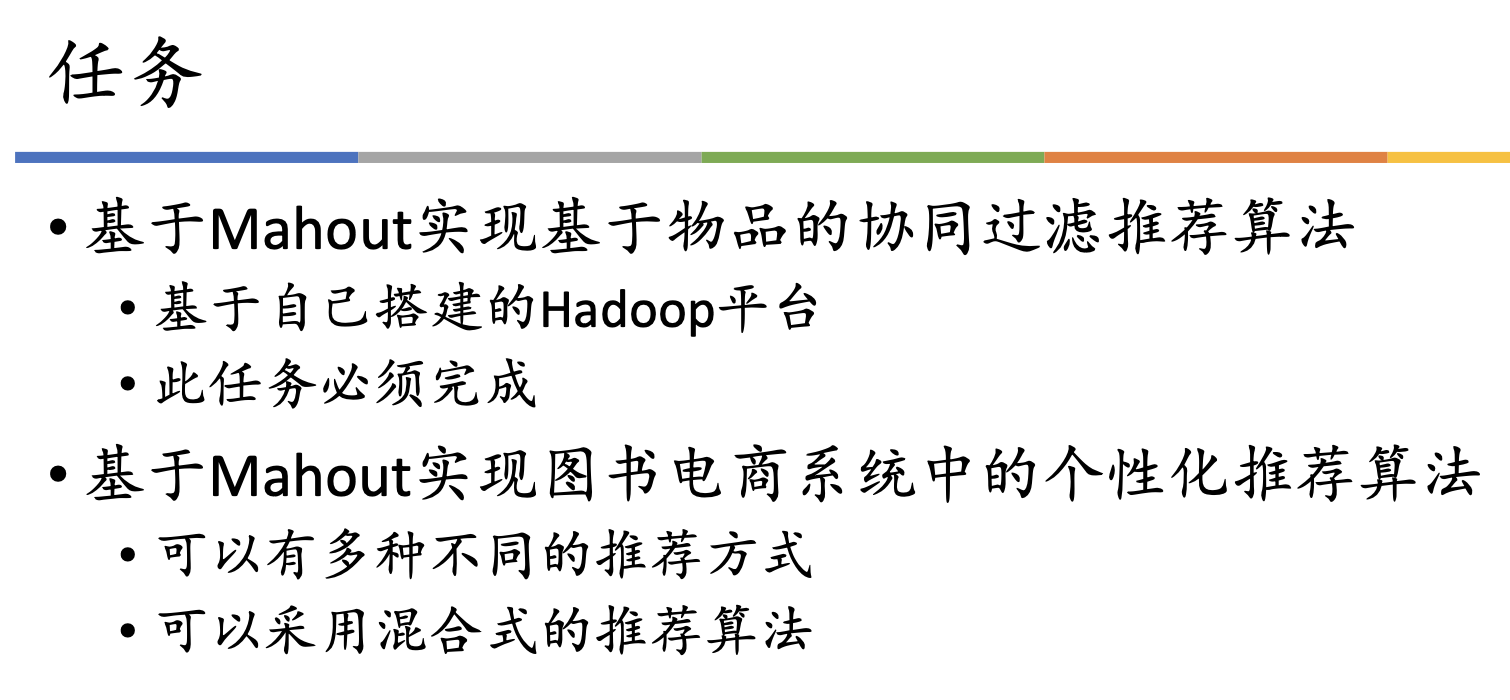 任务
• 基于Mahout实现基于物品的协同过滤推荐算法
• 基于自己搭建的Hadoop平台
• 此任务必须完成
• 基于Mahout实现图书电商系统中的个性化推荐算法
• 可以有多种不同的推荐方式
• 可以采用混合式的推荐算法